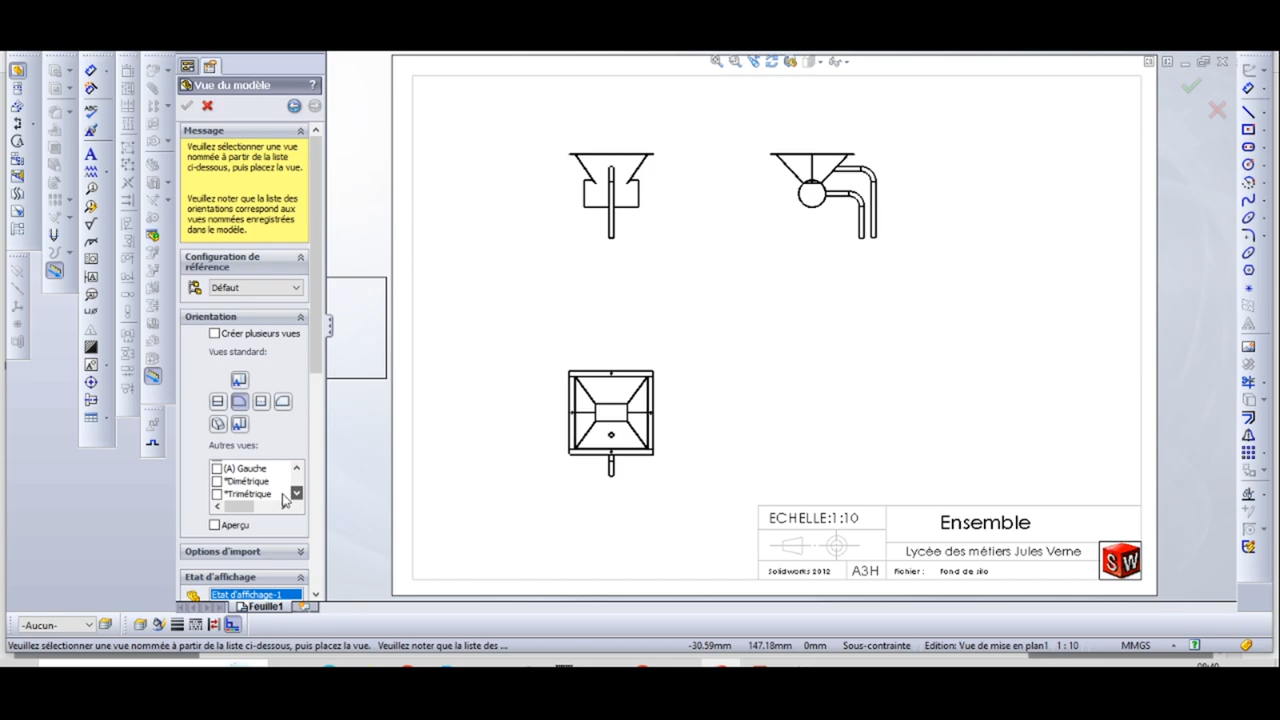 Vue du modèle ?
Message
Veuillez sélectionner une vue
nommée à partir de la liste
ci-dessous, puis placez la vue.
Veuillez noter que la liste des
orientations correspond aux
vues nommées enregistrées
dans le modèle.
Configuration de
référence
Défaut
Orientation
Créer plusieurs vues
Vues standard:
Autres vues:
(A) Gauche
*Dimétrique
*Trimétrique
Aperçu
Options d'import
Etat d'affichage
Etat d'affichage-1
Feuille1
ECHELLE:1:10
Ensemble
Lycée des métiers Jules Verne
Solidworks 2012
A3H
Fichier : Fond de silo
SW
-Aucun-
Veuillez sélectionner une vue nommée à partir de la liste ci-dessous, puis placez la vue. Veuillez noter que la liste des ...
-30.59mm 147.18mm 0mm Sous-contrainte Edition: Vue de mise en plan1 1 : 10 MMGS